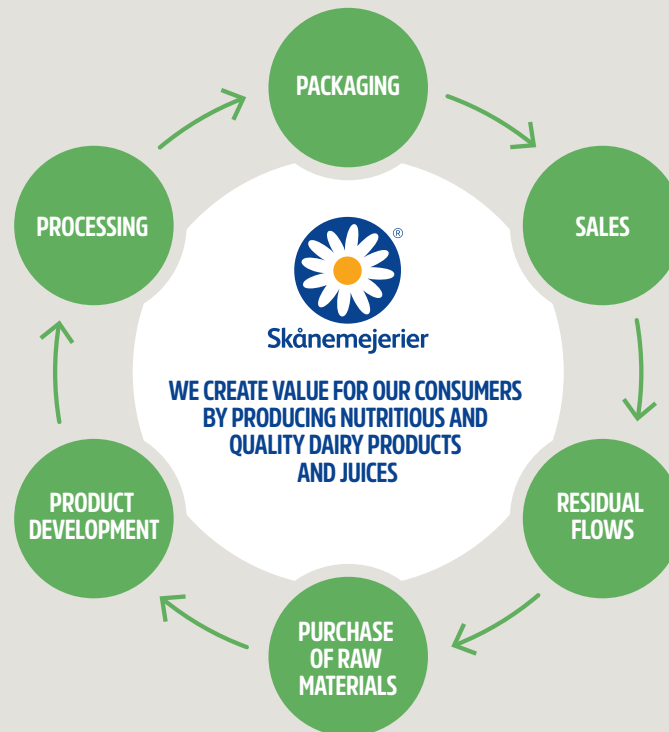 PACKAGING
PROCESSING
SALES
®
Skånemejerier
WE CREATE VALUE FOR OUR CONSUMERS
BY PRODUCING NUTRITIOUS AND
QUALITY DAIRY PRODUCTS
AND JUICES
PRODUCT
DEVELOPMENT
RESIDUAL
FLOWS
PURCHASE
OF RAW
MATERIALS